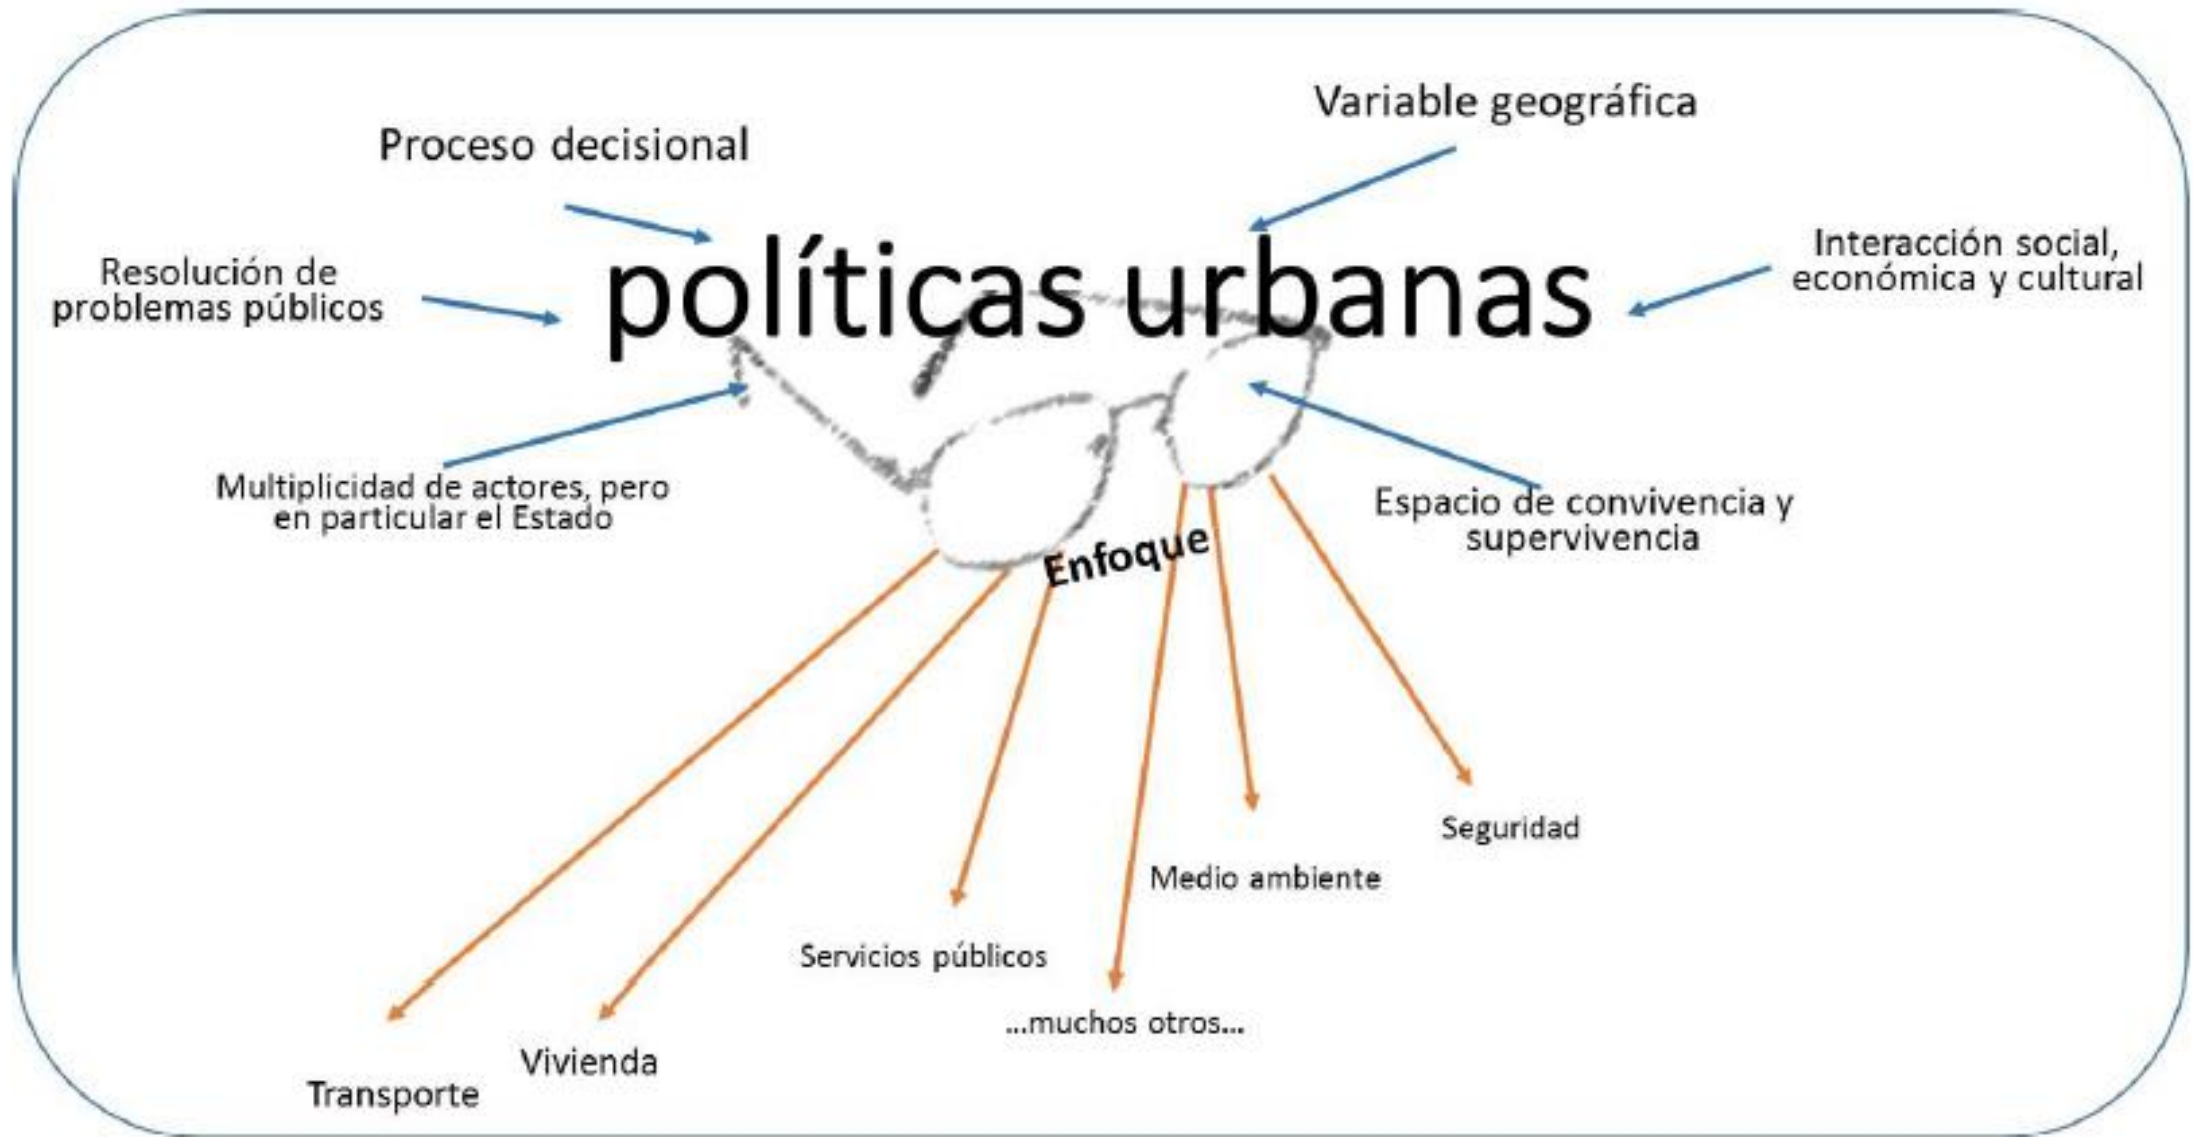 Variable geográfica
Proceso decisional
políticas urbanas
Interacción social,
económica y cultural
Resolución de
problemas públicos
Multiplicidad de actores, pero
en particular el Estado
Espacio de convivencia y
supervivencia
Enfoque
Seguridad
Medio ambiente
Servicios públicos
...muchos otros...
Vivienda
Transporte